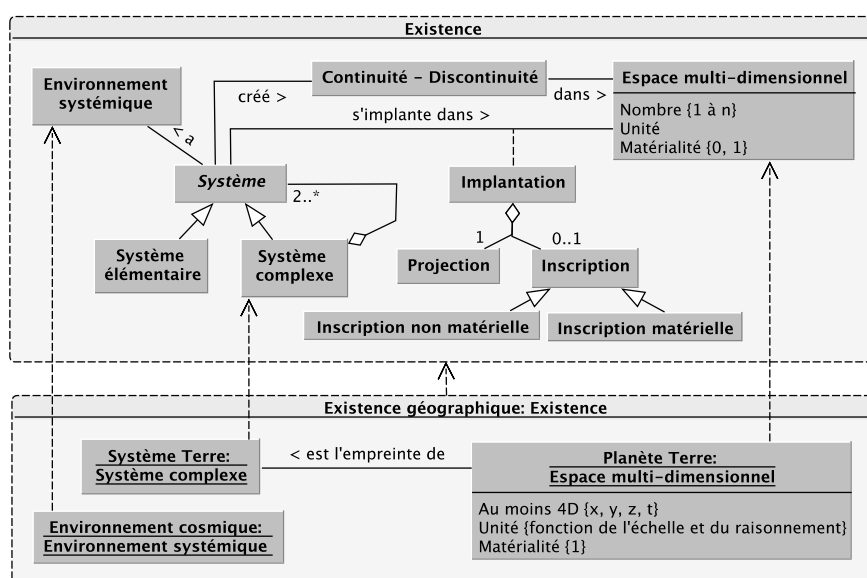 Existence
Environnement
systémique
Continuité - Discontinuité
Espace multi-dimensionnel
créé >
dans >
Nombre {1 à n}
Unité
Matérialité {0, 1}
s'implante dans >
< a
Système
2..*
Implantation
Système
élémentaire
Système
complexe
1
0..1
Projection
Inscription
Inscription non matérielle
Inscription matérielle
Existence géographique: Existence
Système Terre:
Système complexe
< est l'empreinte de
Planète Terre:
Espace multi-dimensionnel
Au moins 4D {x, y, z, t}
Unité {fonction de l'échelle et du raisonnement}
Matérialité {1}
Environnement cosmique:
Environnement systémique